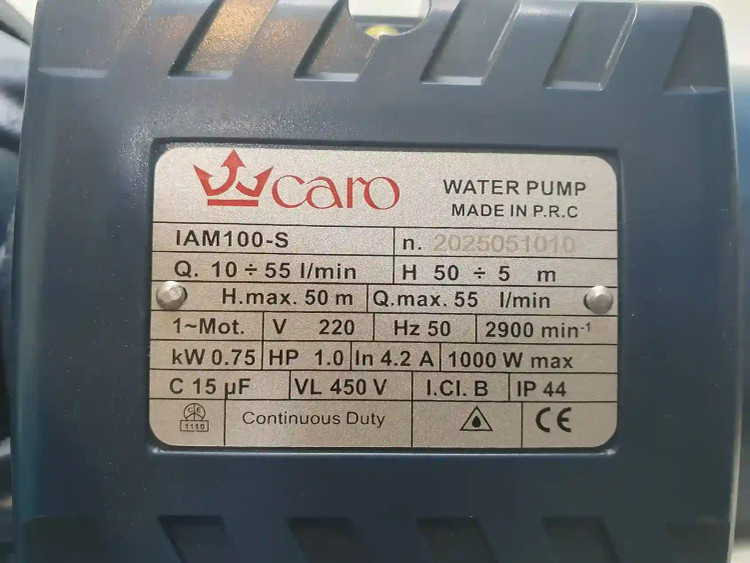 caro
WATER PUMP
MADE IN P.R.C
IAM100-S
n. 2025051010
Q. 10 ÷ 55 l/min
H 50 ÷ 5 m
H.max. 50 m
Q.max. 55 l/min
1~Mot.
V 220
Hz 50
2900 min⁻¹
kW 0.75
HP 1.0
In 4.2 A
1000 W max
C 15 µF
VL 450 V
I.Cl. B
IP 44
CE
1110
Continuous Duty
CE